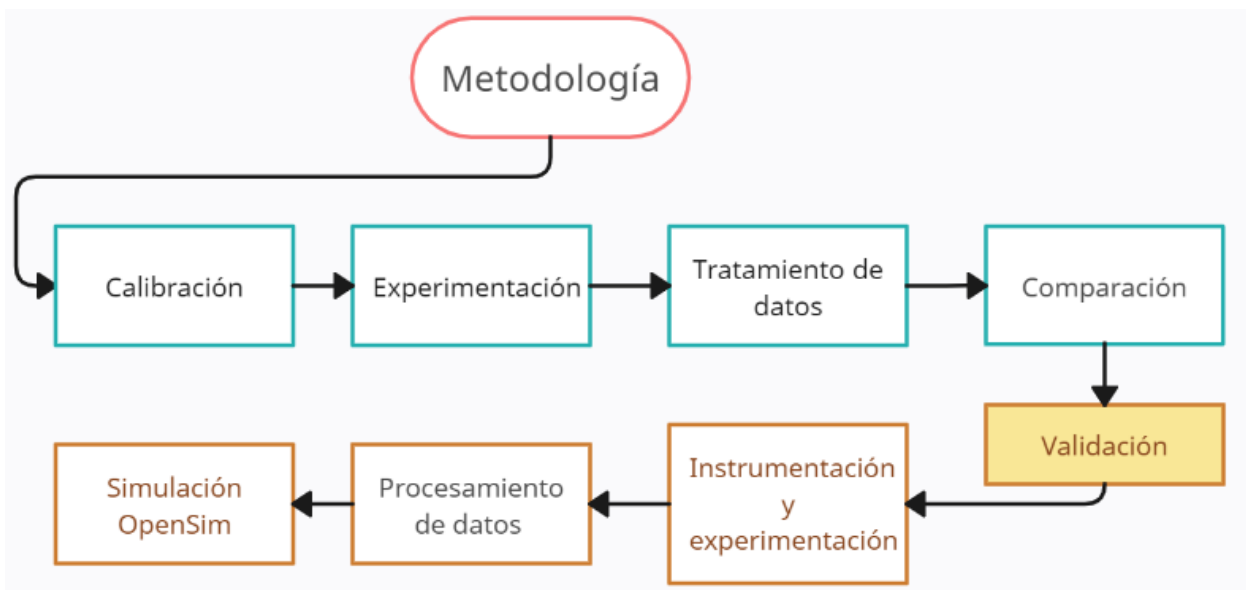 Metodología
Calibración
Experimentación
Tratamiento de
datos
Comparación
Validación
Instrumentación
y
experimentación
Procesamiento
de datos
Simulación
OpenSim